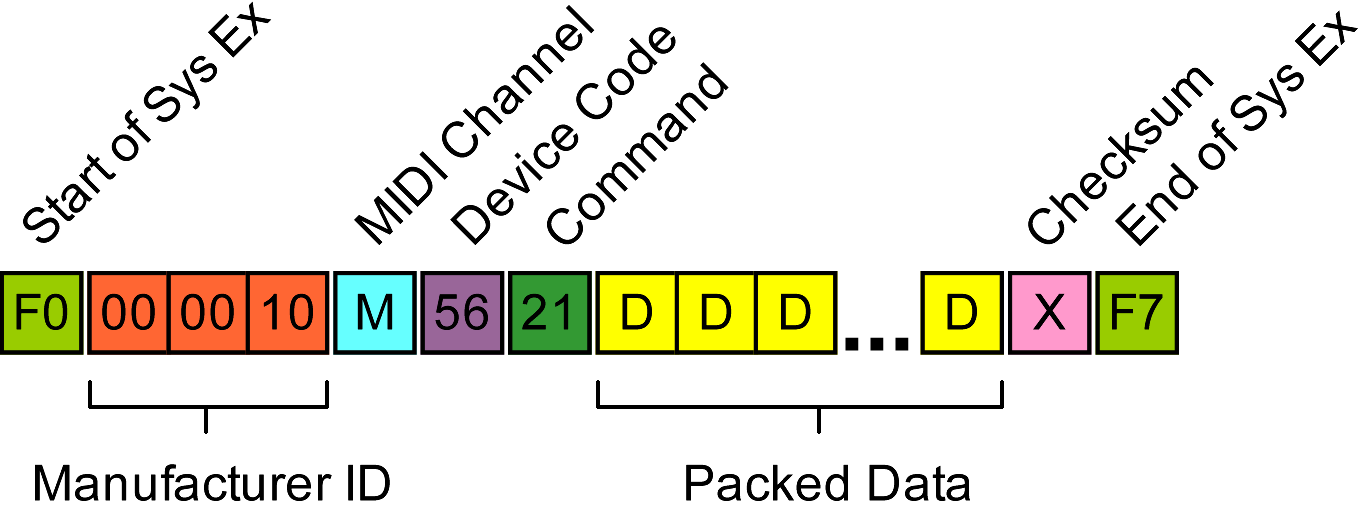 Start of Sys Ex
MIDI Channel
Device Code
Command
Checksum
End of Sys Ex
F0 00 00 10 M 56 21 D D D ... D X F7
Manufacturer ID
Packed Data